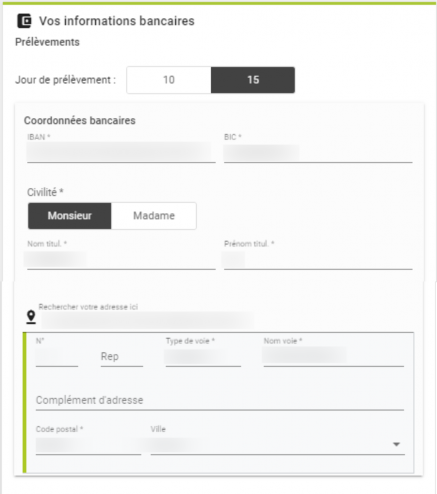 Vos informations bancaires
Prélèvements
Jour de prélèvement : 10 15
Coordonnées bancaires
IBAN * BIC *
Civilité *
Monsieur Madame
Nom titul. * Prénom titul. *
Rechercher votre adresse ici
N° Type de voie * Nom voie *
Rep
Complément d'adresse
Code postal * Ville